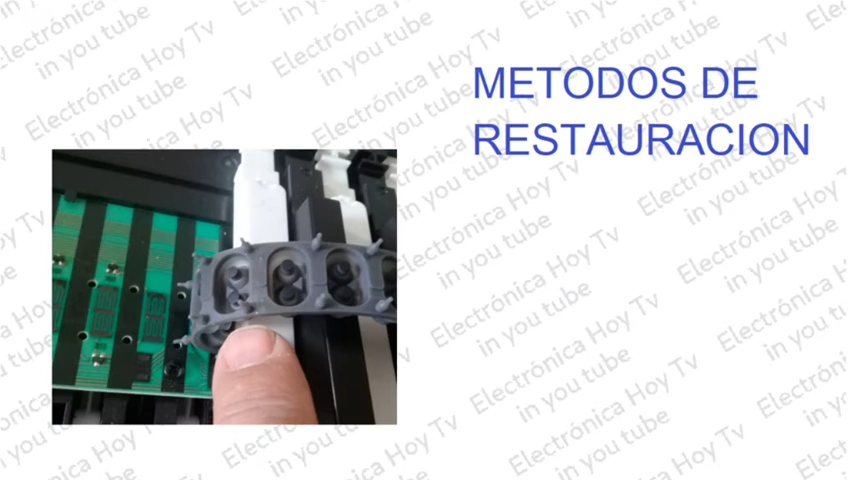 METODOS DE
RESTAURACION
Electrónica Hoy Tv
in you tube